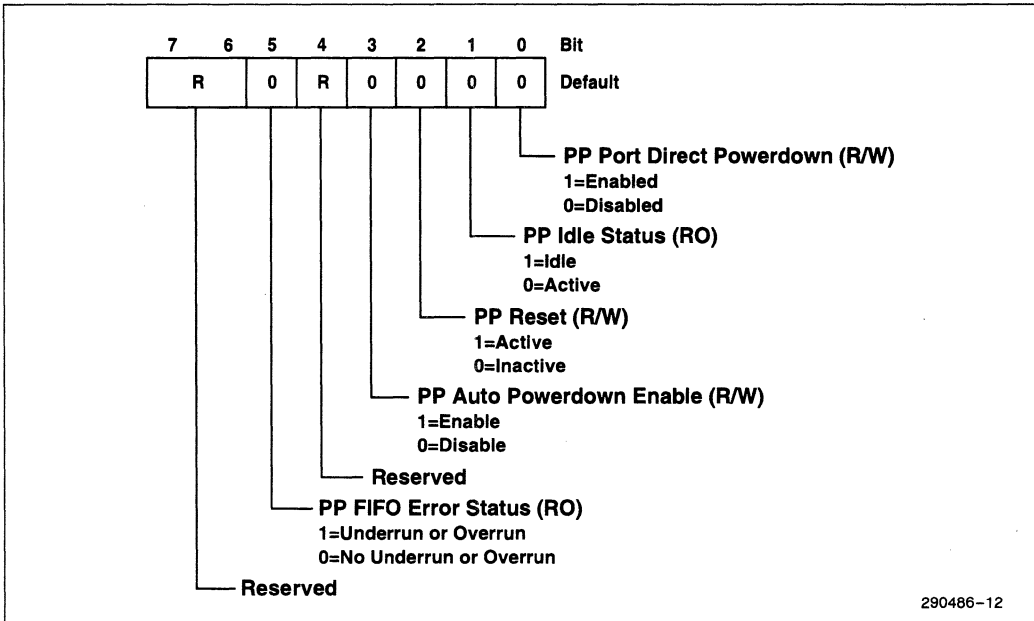 7 6 5 4 3 2 1 0 Bit
R 0 R 0 0 0 0 Default
PP Port Direct Powerdown (R/W)
1=Enabled
0=Disabled
PP Idle Status (RO)
1=Idle
0=Active
PP Reset (R/W)
1=Active
0=Inactive
PP Auto Powerdown Enable (R/W)
1=Enable
0=Disable
Reserved
PP FIFO Error Status (RO)
1=Underrun or Overrun
0=No Underrun or Overrun
Reserved
290486-12